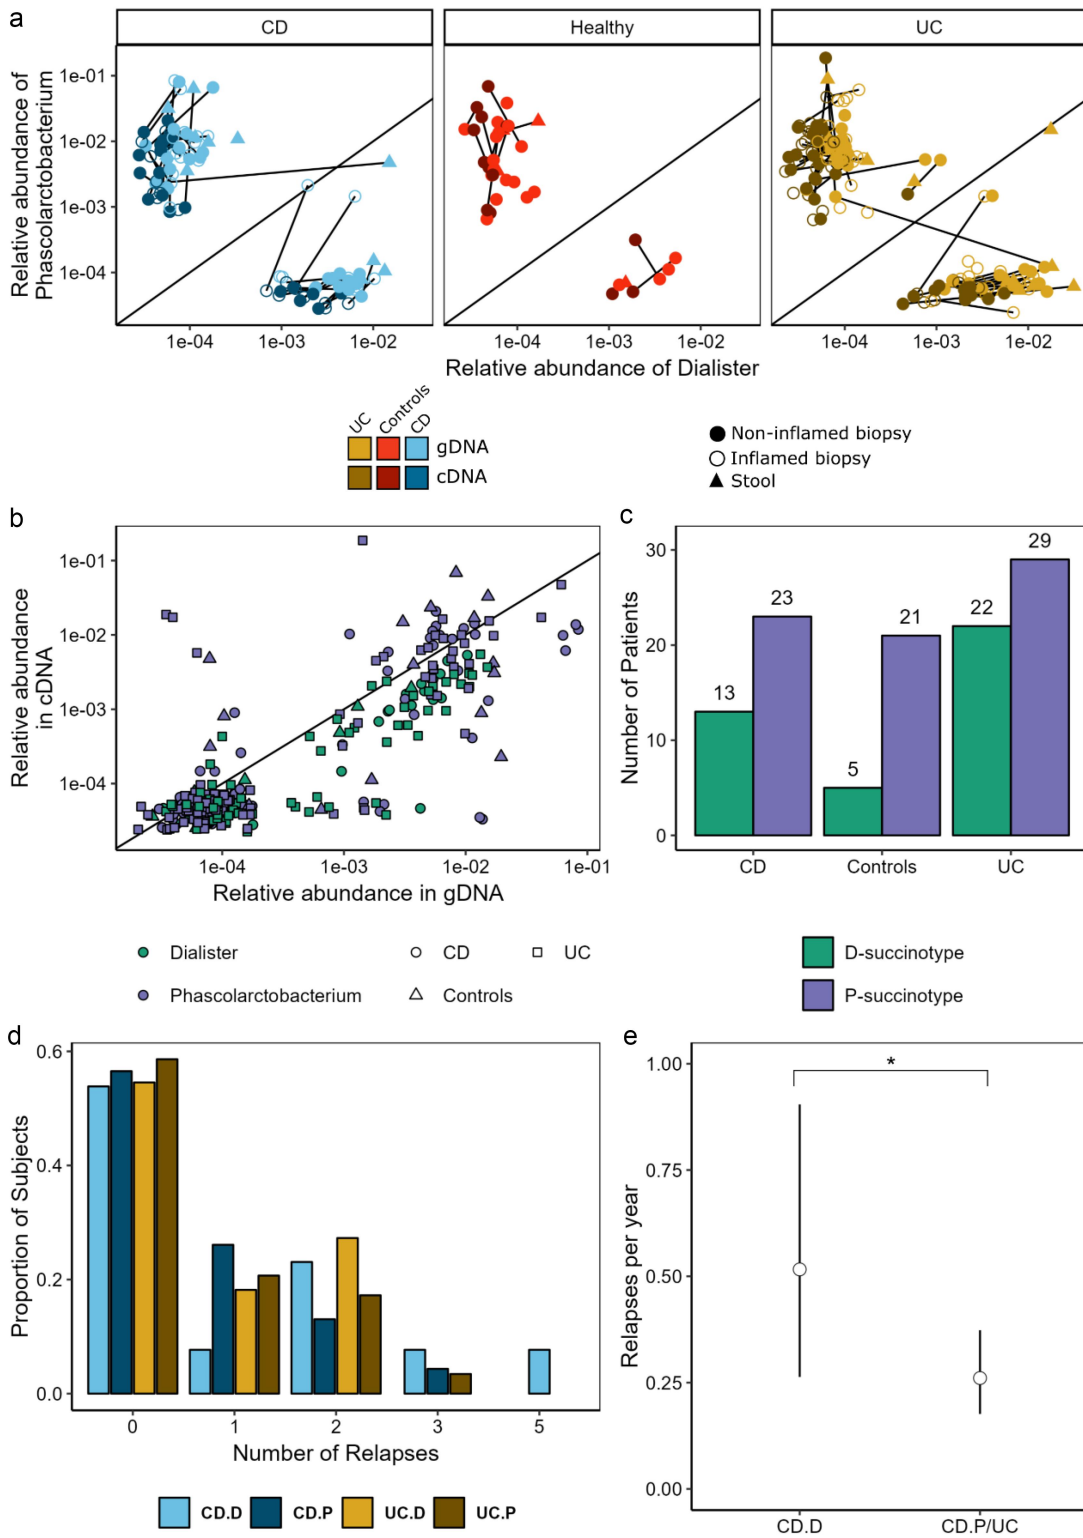 a
CD
Healthy
UC
Relative abundance of
Phascolarctobacterium
1e-01
1e-02
1e-03
1e-04
1e-04
1e-03
1e-02
1e-04
1e-03
1e-02
1e-04
1e-03
1e-02
Relative abundance of Dialister
UC
Controls
CD
gDNA
cDNA
Non-inflamed biopsy
Inflamed biopsy
Stool
b
Relative abundance
in cDNA
1e-01
1e-02
1e-03
1e-04
1e-04
1e-03
1e-02
1e-01
Relative abundance in gDNA
Dialister
Phascolarctobacterium
CD
UC
Controls
c
Number of Patients
30
20
10
0
13
23
5
21
22
29
CD
Controls
UC
D-succinotype
P-succinotype
d
Proportion of Subjects
0.6
0.4
0.2
0.0
0
1
2
3
5
Number of Relapses
CD.D
CD.P
UC.D
UC.P
e
Relapses per year
1.00
0.75
0.50
0.25
0.00
*
CD.D
CD.P/UC